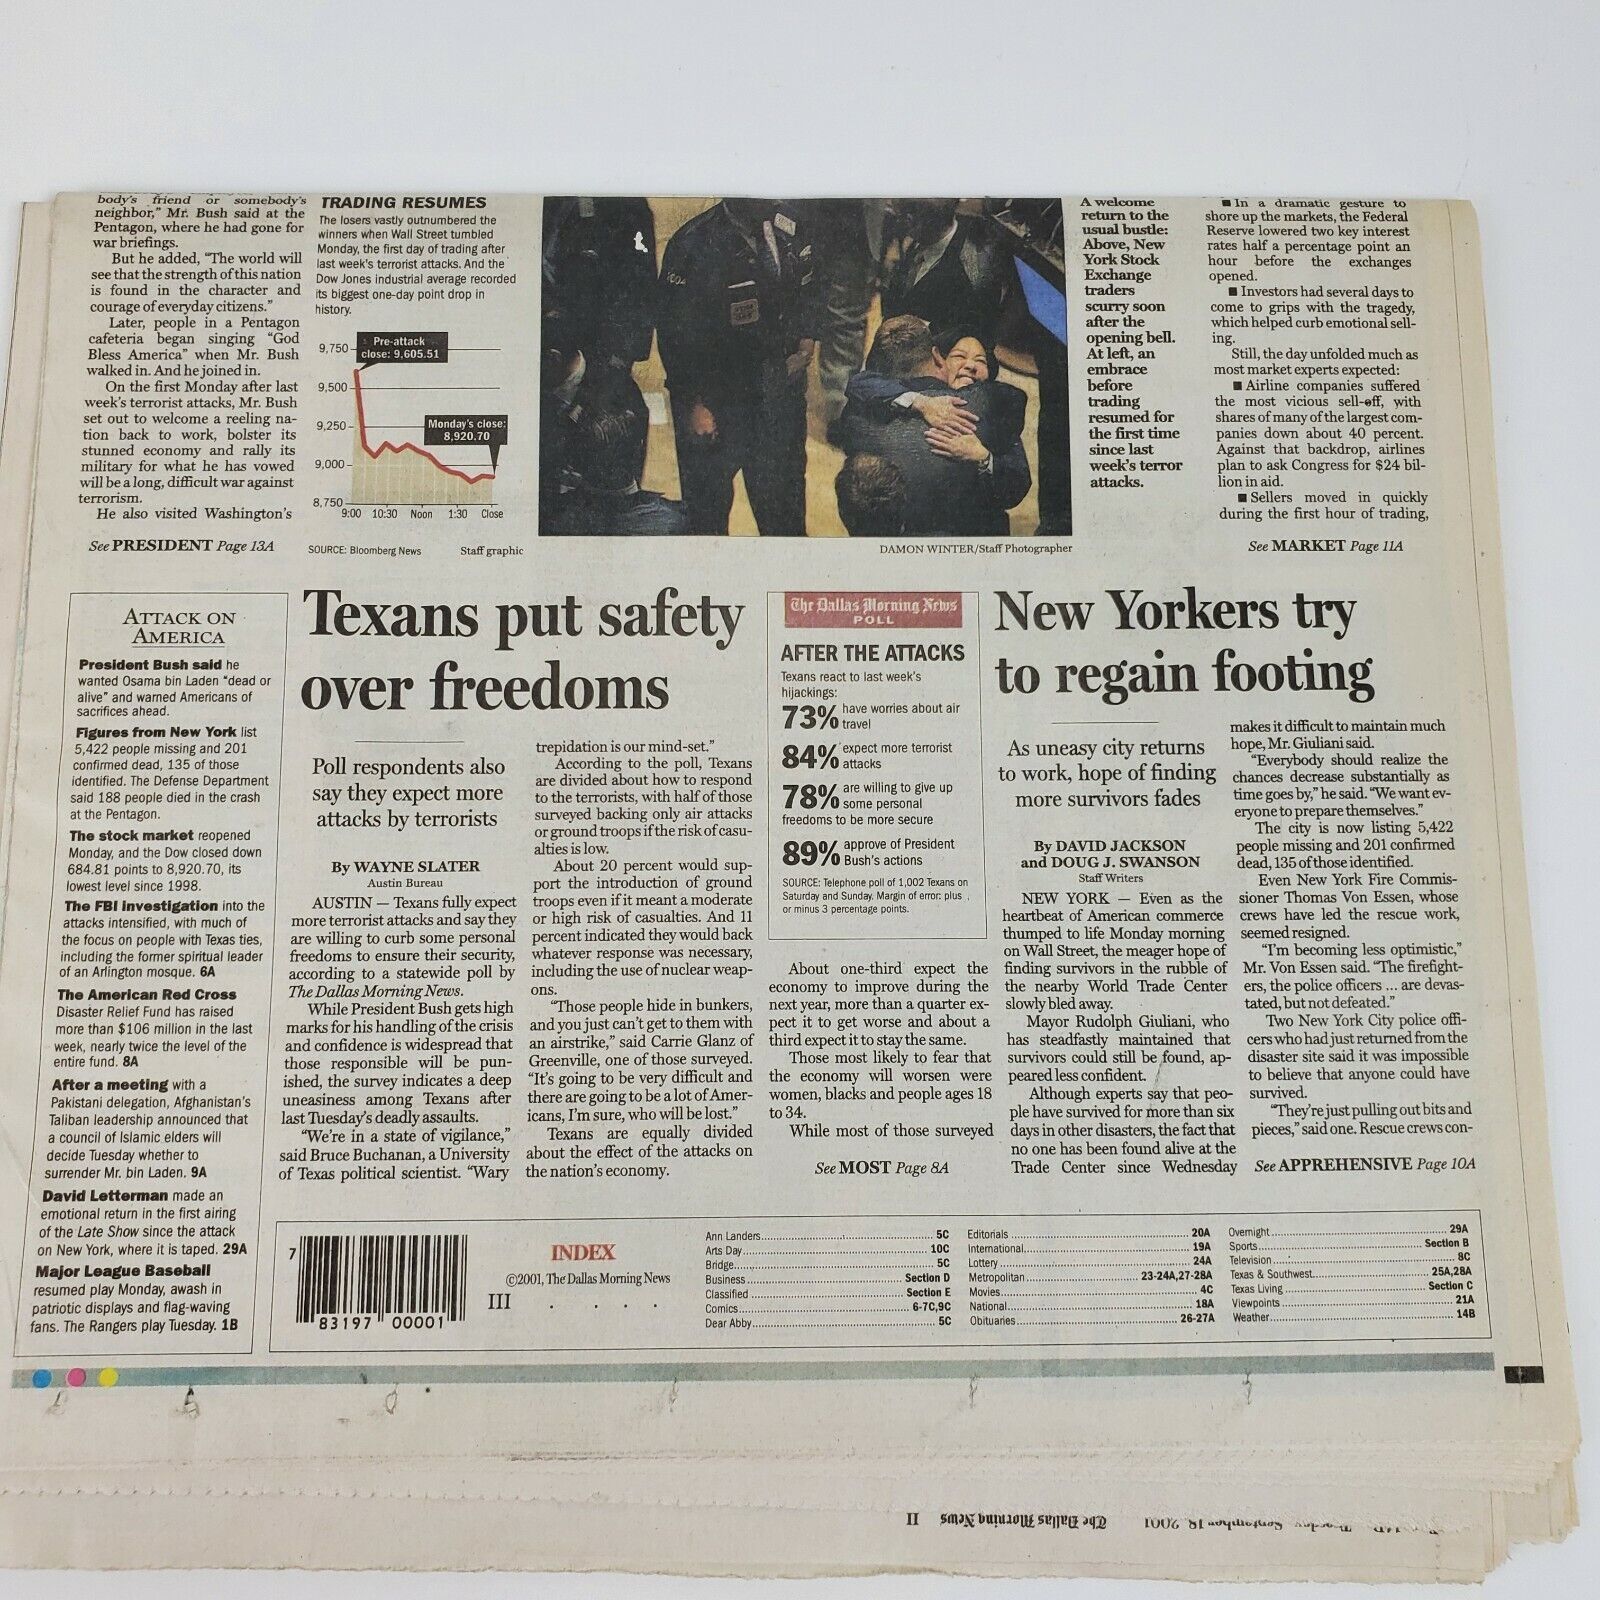 body's friend or somebody's
neighbor," Mr. Bush said at the
Pentagon, where he had gone for
war briefings.
But he added, "The world will
see that the strength of this nation
is found in the character and
courage of everyday citizens."
Later, people in a Pentagon
cafeteria began singing "God
Bless America" when Mr. Bush
walked in. And he joined in.
On the first Monday after last
week's terrorist attacks, Mr. Bush
set out to welcome a reeling na-
tion back to work, bolster its
stunned economy and rally its
military for what he has vowed
will be a long, difficult war against
terrorism.
He also visited Washington's
See PRESIDENT Page 13A
TRADING RESUMES
The losers vastly outnumbered the
winners when Wall Street tumbled
Monday, the first day of trading after
last week's terrorist attacks. And the
Dow Jones industrial average recorded
its biggest one-day point drop in
history.
Pre-attack
close: 9,605.51
Monday's close:
8,920.70
9,750
9,500
9,250
9,000
8,750
9:00 10:30 Noon 1:30 Close
SOURCE: Bloomberg News Staff graphic
DAMON WINTER/Staff Photographer
A welcome
return to the
usual bustle:
Above, New
York Stock
Exchange
traders
scurry soon
after the
opening bell.
At left, an
embrace
before
trading
resumed for
the first time
since last
week's terror
attacks.
■ In a dramatic gesture to
shore up the markets, the Federal
Reserve lowered two key interest
rates half a percentage point an
hour before the exchanges
opened.
■ Investors had several days to
come to grips with the tragedy,
which helped curb emotional sell-
ing.
Still, the day unfolded much as
most market experts expected:
■ Airline companies suffered
the most vicious sell-off, with
shares of many of the largest com-
panies down about 40 percent.
Against that backdrop, airlines
plan to ask Congress for $24 bil-
lion in aid.
■ Sellers moved in quickly
during the first hour of trading,
See MARKET Page 11A
ATTACK ON
AMERICA
President Bush said he
wanted Osama bin Laden "dead or
alive" and warned Americans of
sacrifices ahead.
Figures from New York list
5,422 people missing and 201
confirmed dead, 135 of those
identified. The Defense Department
said 188 people died in the crash
at the Pentagon.
The stock market reopened
Monday, and the Dow closed down
684.81 points to 8,920.70, its
lowest level since 1998.
The FBI investigation into the
attacks intensified, with much of
the focus on people with Texas ties,
including the former spiritual leader
of an Arlington mosque. 6A
The American Red Cross
Disaster Relief Fund has raised
more than $106 million in the last
week, nearly twice the level of the
entire fund. 8A
After a meeting with a
Pakistani delegation, Afghanistan's
Taliban leadership announced that
a council of Islamic elders will
decide Tuesday whether to
surrender Mr. bin Laden. 9A
David Letterman made an
emotional return in the first airing
of the Late Show since the attack
on New York, where it is taped. 29A
Major League Baseball
resumed play Monday, awash in
patriotic displays and flag-waving
fans. The Rangers play Tuesday. 1B
Texans put safety
over freedoms
Poll respondents also
say they expect more
attacks by terrorists
By WAYNE SLATER
Austin Bureau
AUSTIN — Texans fully expect
more terrorist attacks and say they
are willing to curb some personal
freedoms to ensure their security,
according to a statewide poll by
The Dallas Morning News.
While President Bush gets high
marks for his handling of the crisis
and confidence is widespread that
those responsible will be pun-
ished, the survey indicates a deep
uneasiness among Texans after
last Tuesday's deadly assaults.
"We're in a state of vigilance,"
said Bruce Buchanan, a University
of Texas political scientist. "Wary
trepidation is our mind-set."
According to the poll, Texans
are divided about how to respond
to the terrorists, with half of those
surveyed backing only air attacks
or ground troops if the risk of casu-
alties is low.
About 20 percent would sup-
port the introduction of ground
troops even if it meant a moderate
or high risk of casualties. And 11
percent indicated they would back
whatever response was necessary,
including the use of nuclear weap-
ons.
"Those people hide in bunkers,
and you just can't get to them with
an airstrike," said Carrie Glanz of
Greenville, one of those surveyed.
"It's going to be very difficult and
there are going to be a lot of Amer-
icans, I'm sure, who will be lost."
Texans are equally divided
about the effect of the attacks on
the nation's economy.
The Dallas Morning News
POLL
AFTER THE ATTACKS
Texans react to last week's
hijackings:
73% have worries about air
travel
84% expect more terrorist
attacks
78% are willing to give up
some personal
freedoms to be more secure
89% approve of President
Bush's actions
SOURCE: Telephone poll of 1,002 Texans on
Saturday and Sunday. Margin of error: plus
or minus 3 percentage points.
About one-third expect the
economy to improve during the
next year, more than a quarter ex-
pect it to get worse and about a
third expect it to stay the same.
Those most likely to fear that
the economy will worsen were
women, blacks and people ages 18
to 34.
While most of those surveyed
See MOST Page 8A
New Yorkers try
to regain footing
As uneasy city returns
to work, hope of finding
more survivors fades
By DAVID JACKSON
and DOUG J. SWANSON
Staff Writers
NEW YORK — Even as the
heartbeat of American commerce
thumped to life Monday morning
on Wall Street, the meager hope of
finding survivors in the rubble of
the nearby World Trade Center
slowly bled away.
Mayor Rudolph Giuliani, who
has steadfastly maintained that
survivors could still be found, ap-
peared less confident.
Although experts say that peo-
ple have survived for more than six
days in other disasters, the fact that
no one has been found alive at the
Trade Center since Wednesday
makes it difficult to maintain much
hope, Mr. Giuliani said.
"Everybody should realize the
chances decrease substantially as
time goes by," he said. "We want ev-
eryone to prepare themselves."
The city is now listing 5,422
people missing and 201 confirmed
dead, 135 of those identified.
Even New York Fire Commis-
sioner Thomas Von Essen, whose
crews have led the rescue work,
seemed resigned.
"I'm becoming less optimistic,"
Mr. Von Essen said. "The firefight-
ers, the police officers ... are devas-
tated, but not defeated."
Two New York City police offi-
cers who had just returned from the
disaster site said it was impossible
to believe that anyone could have
survived.
"They're just pulling out bits and
pieces," said one. Rescue crews con-
See APPREHENSIVE Page 10A
7 83197 00001
INDEX
©2001, The Dallas Morning News
III . . . .
Ann Landers 5C
Arts Day 10C
Bridge 5C
Business Section D
Classified Section E
Comics 6-7C,9C
Dear Abby 5C
Editorials 20A
International 19A
Lottery 24A
Metropolitan 23-24A,27-28A
Movies 4C
National 18A
Obituaries 26-27A
Overnight 29A
Sports Section B
Television 8C
Texas & Southwest 25A,28A
Texas Living Section C
Viewpoints 21A
Weather 14B
September 18, 2001 The Dallas Morning News II